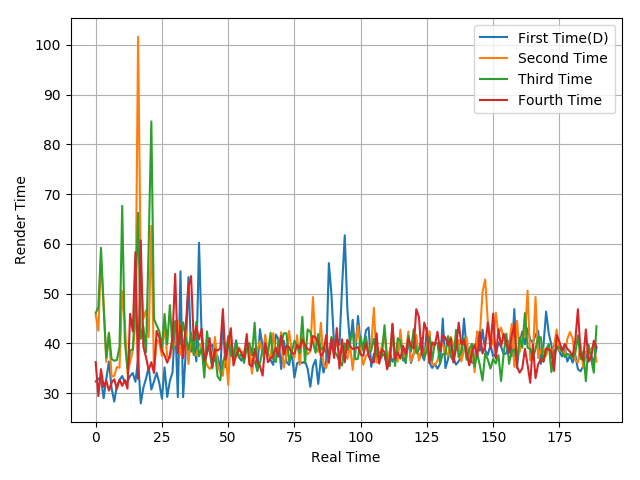 First Time(D)
Second Time
Third Time
Fourth Time
100
90
80
70
60
50
40
30
Render Time
0
25
50
75
100
125
150
175
Real Time